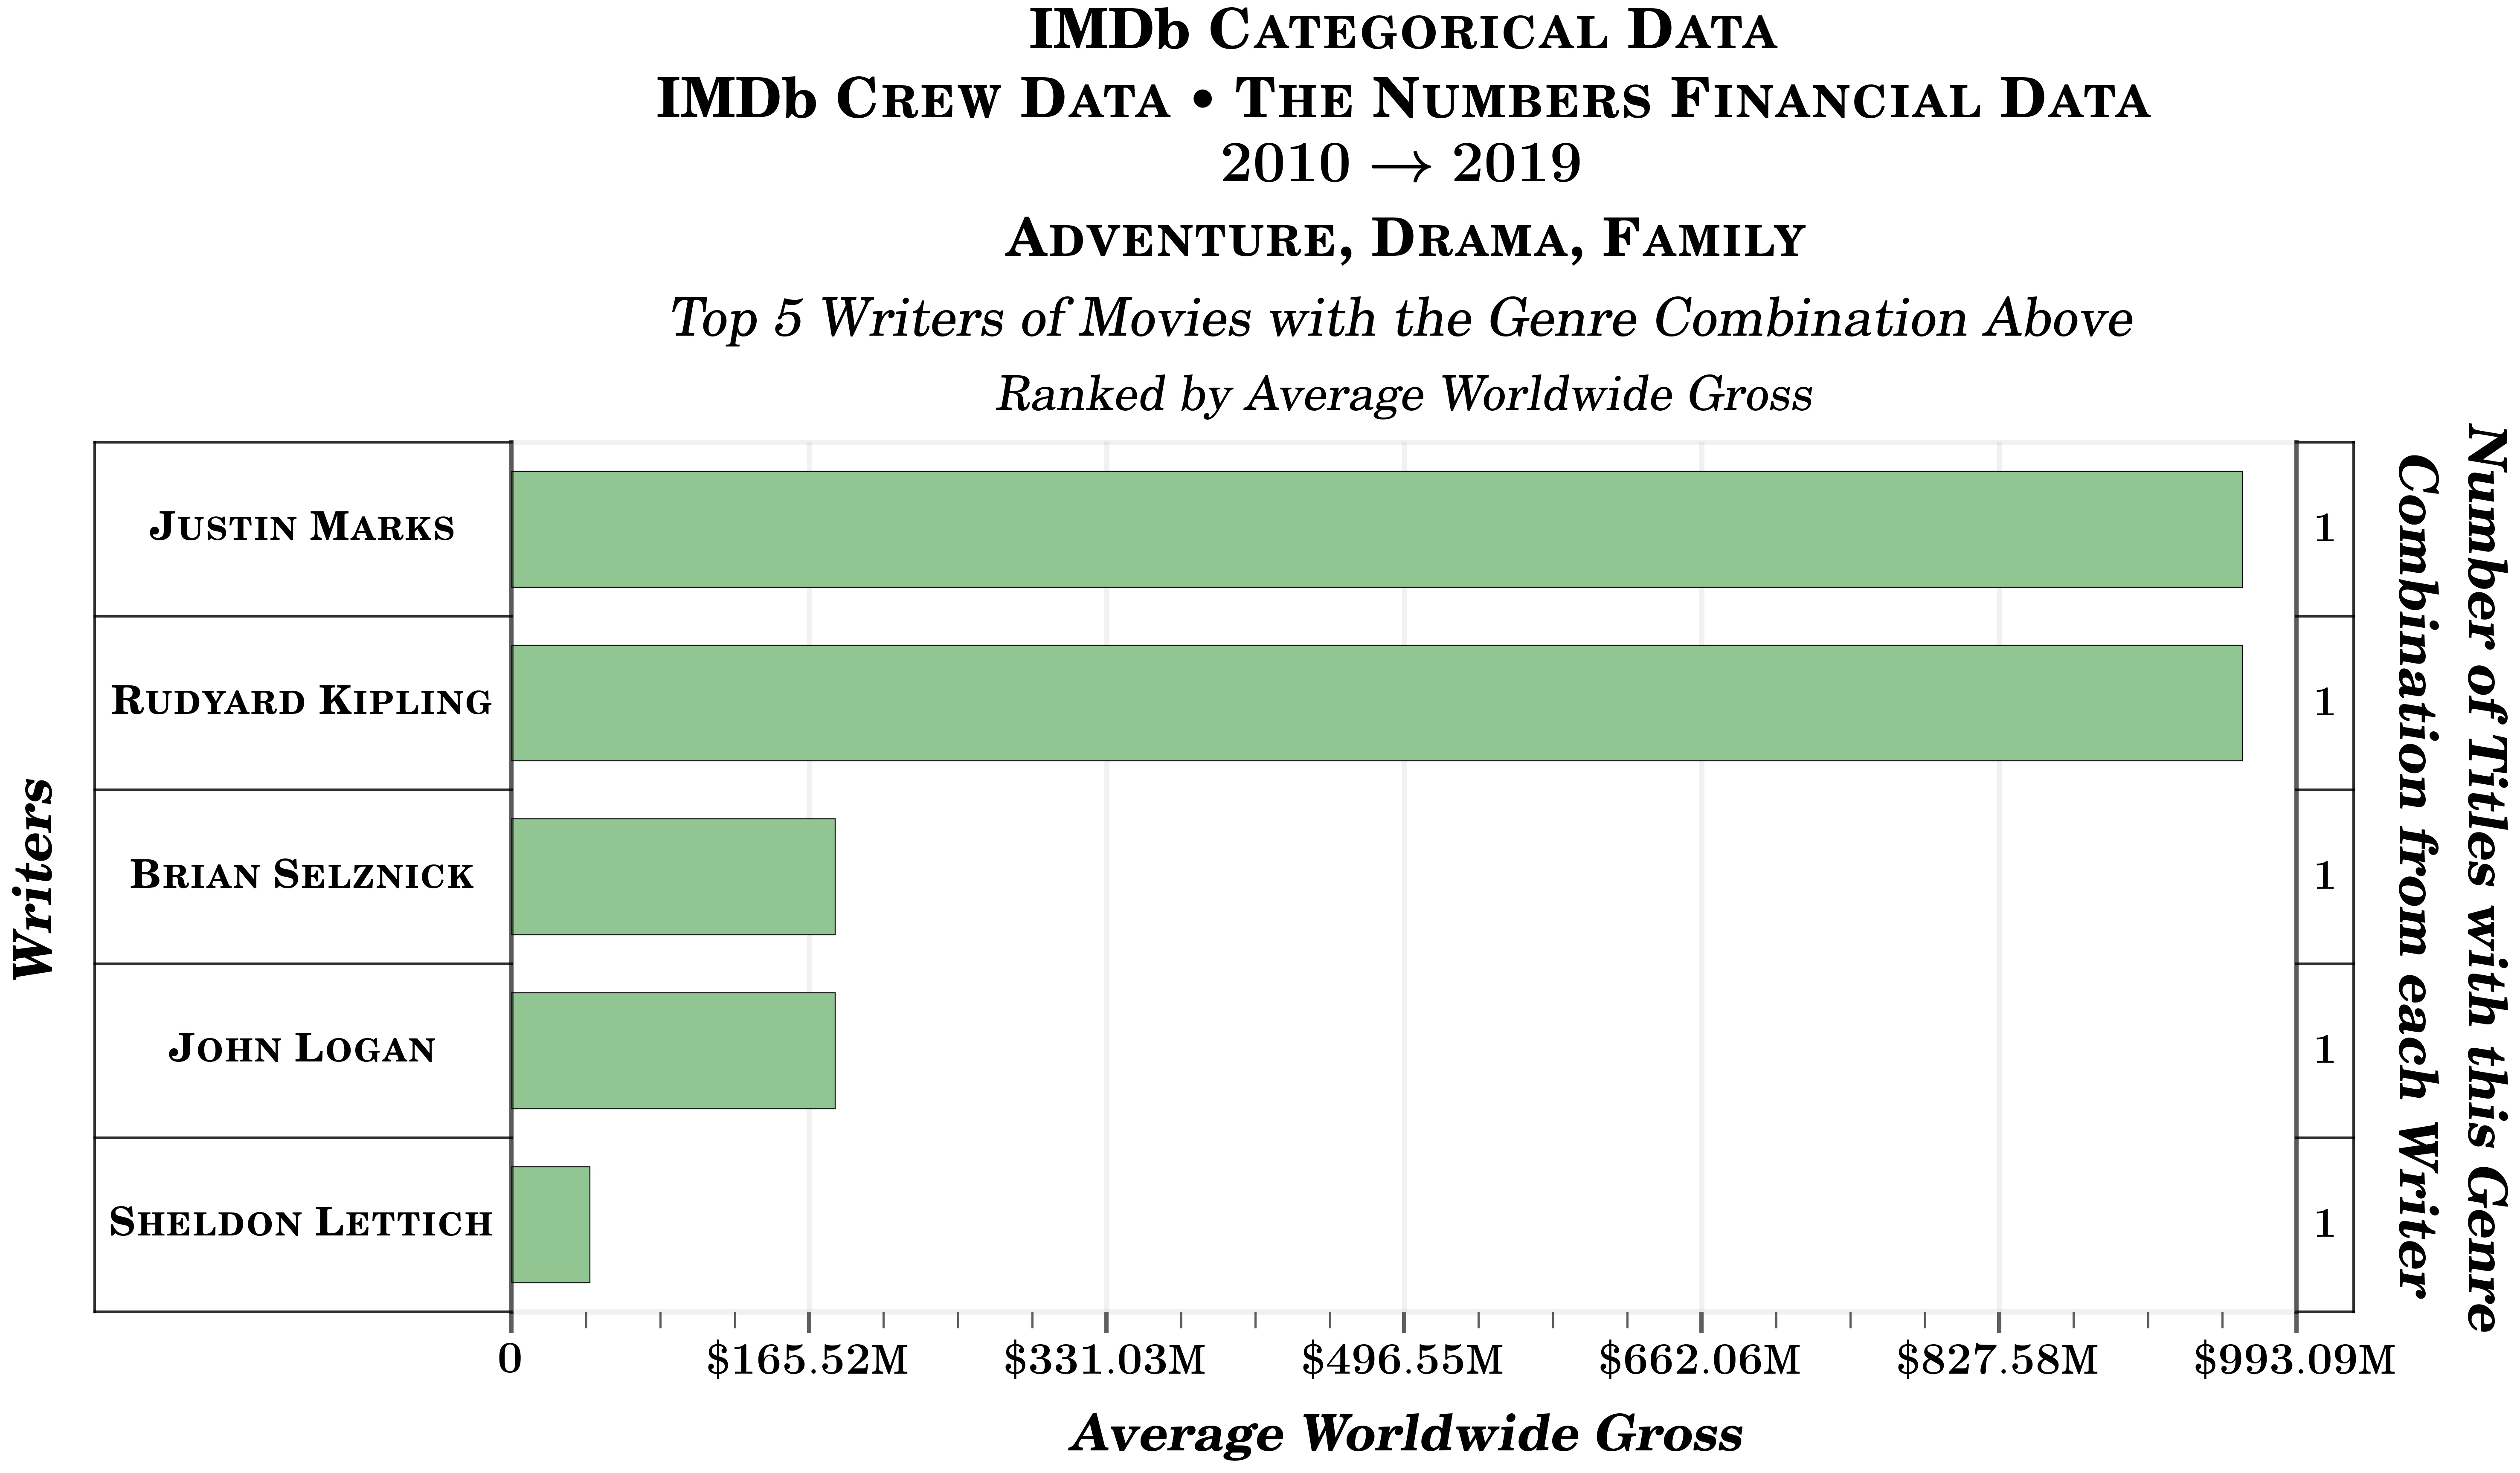 IMDb Categorical Data
IMDb Crew Data • The Numbers Financial Data
2010 → 2019
Adventure, Drama, Family
Top 5 Writers of Movies with the Genre Combination Above
Ranked by Average Worldwide Gross
Writers
Justin Marks
1
Rudyard Kipling
1
Brian Selznick
1
John Logan
1
Sheldon Lettich
1
Number of Titles with this Genre
Combination from each Writer
0 $165.52M $331.03M $496.55M $662.06M $827.58M $993.09M
Average Worldwide Gross